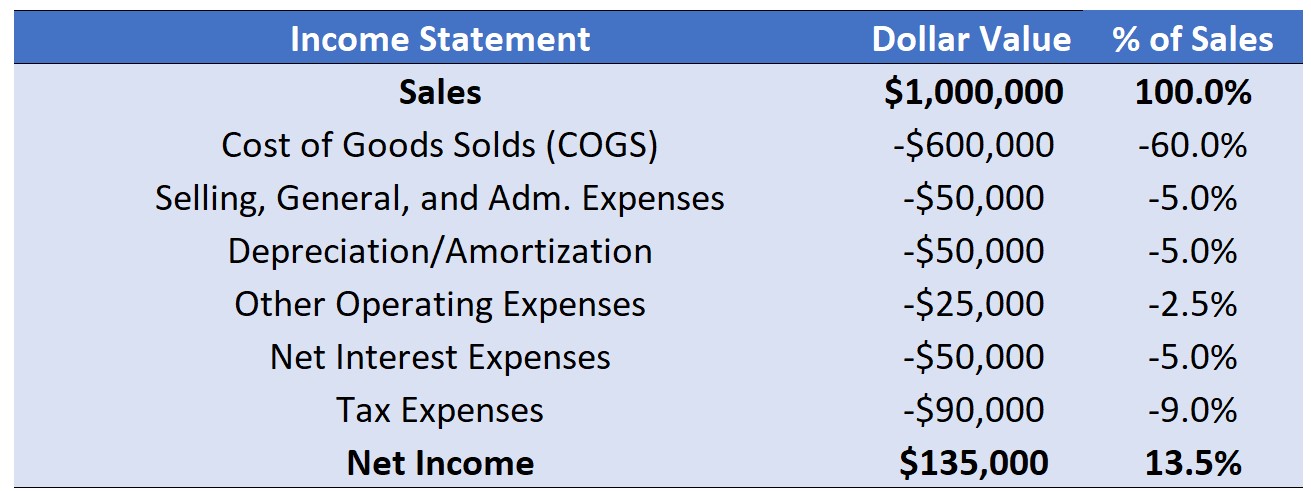 Income Statement Dollar Value % of Sales
Sales $1,000,000 100.0%
Cost of Goods Solds (COGS) -$600,000 -60.0%
Selling, General, and Adm. Expenses -$50,000 -5.0%
Depreciation/Amortization -$50,000 -5.0%
Other Operating Expenses -$25,000 -2.5%
Net Interest Expenses -$50,000 -5.0%
Tax Expenses -$90,000 -9.0%
Net Income $135,000 13.5%